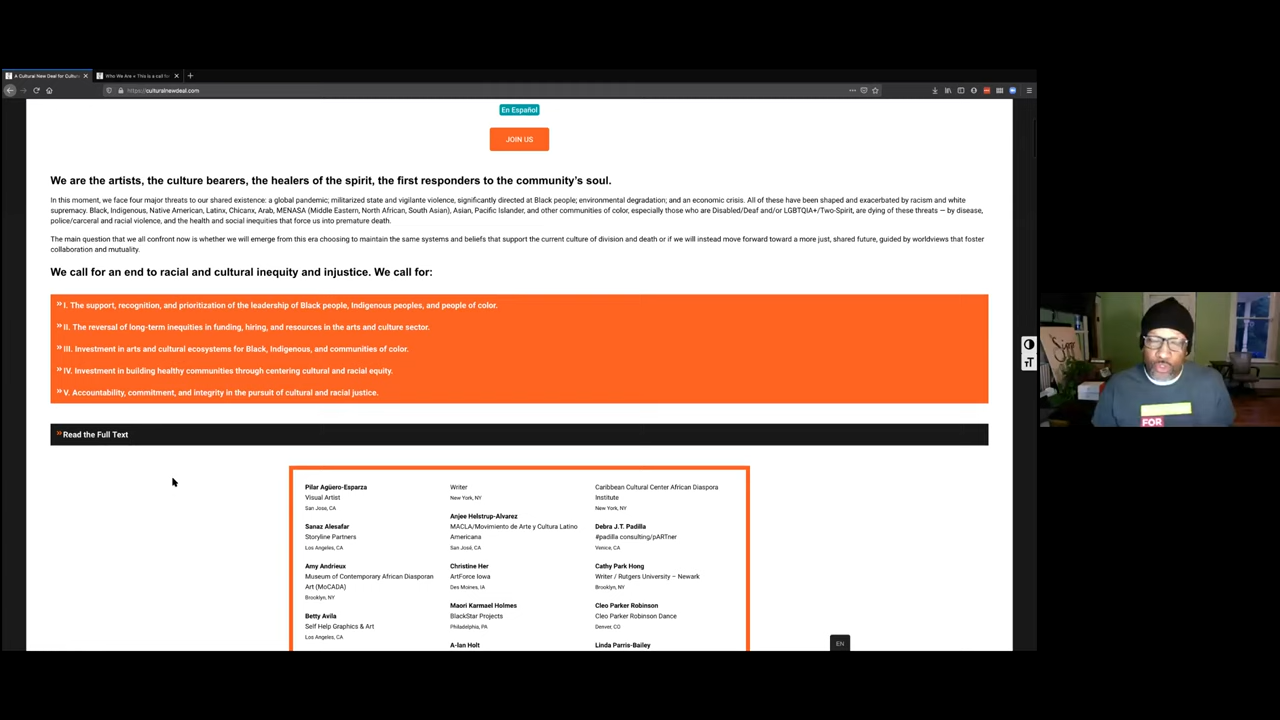 A Cultural New Deal for Cultu
Who We Are + This is a call for
https://culturalnewdeal.com
En Español
JOIN US
We are the artists, the culture bearers, the healers of the spirit, the first responders to the community's soul.
In this moment, we face four major threats to our shared existence: a global pandemic; militarized state and vigilante violence, significantly directed at Black people; environmental degradation; and an economic crisis. All of these have been shaped and exacerbated by racism and white
supremacy. Black, Indigenous, Native American, Latinx, Chicanx, Arab, MENASA (Middle Eastern, North African, South Asian), Asian, Pacific Islander, and other communities of color, especially those who are Disabled/Deaf and/or LGBTQIA+/Two-Spirit, are dying of these threats — by disease,
police/carceral and racial violence, and the health and social inequities that force us into premature death.
The main question that we all confront now is whether we will emerge from this era choosing to maintain the same systems and beliefs that support the current culture of division and death or if we will instead move forward toward a more just, shared future, guided by worldviews that foster
collaboration and mutuality.
We call for an end to racial and cultural inequity and injustice. We call for:
» I. The support, recognition, and prioritization of the leadership of Black people, Indigenous peoples, and people of color.
» II. The reversal of long-term inequities in funding, hiring, and resources in the arts and culture sector.
» III. Investment in arts and cultural ecosystems for Black, Indigenous, and communities of color.
» IV. Investment in building healthy communities through centering cultural and racial equity.
» V. Accountability, commitment, and integrity in the pursuit of cultural and racial justice.
» Read the Full Text
Pilar Agüero-Esparza
Visual Artist
San Jose, CA
Sanaz Alesafar
Storyline Partners
Los Angeles, CA
Amy Andrieux
Museum of Contemporary African Diasporan
Art (MoCADA)
Brooklyn, NY
Betty Avila
Self Help Graphics & Art
Los Angeles, CA
Writer
New York, NY
Anjee Helstrup-Alvarez
MACLA/Movimiento de Arte y Cultura Latino
Americana
San José, CA
Christine Her
ArtForce Iowa
Des Moines, IA
Maori Karmael Holmes
BlackStar Projects
Philadelphia, PA
A-lan Holt
Caribbean Cultural Center African Diaspora
Institute
New York, NY
Debra J.T. Padilla
#padilla consulting/pARTner
Venice, CA
Cathy Park Hong
Writer / Rutgers University – Newark
Brooklyn, NY
Cleo Parker Robinson
Cleo Parker Robinson Dance
Denver, CO
Linda Parris-Bailey
EN
FOR